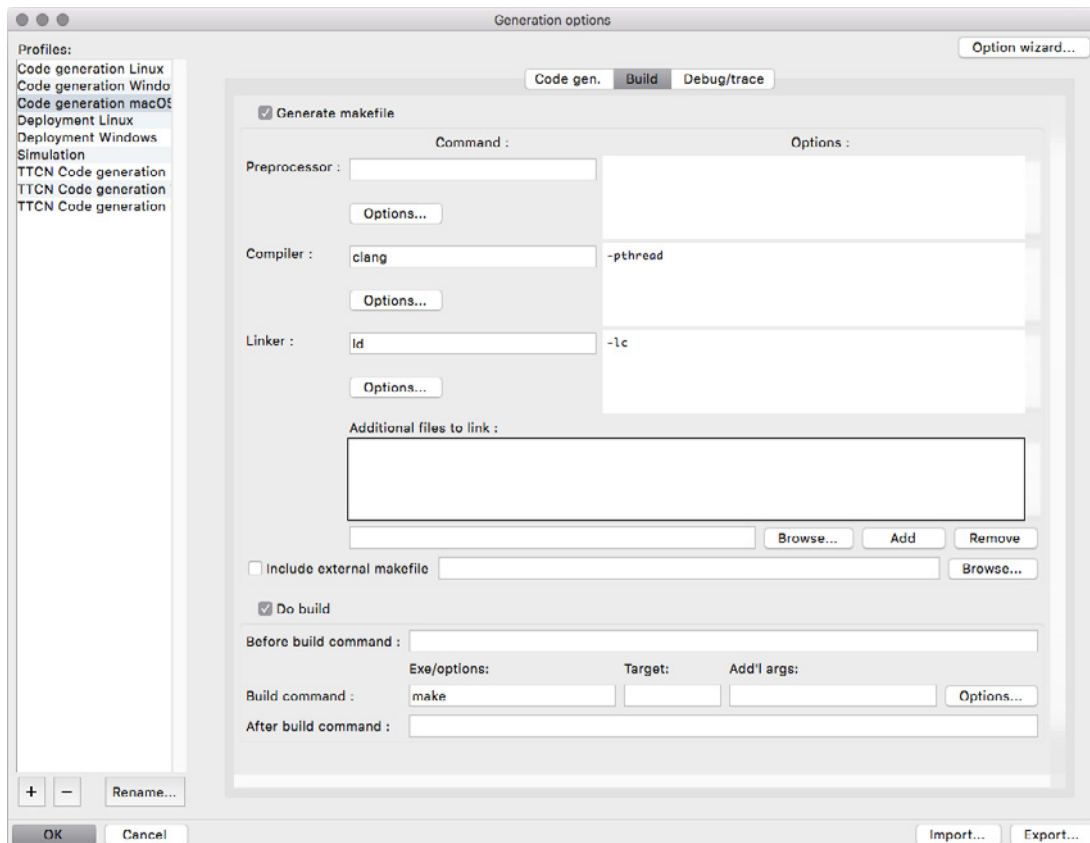 Generation options
Profiles:
Option wizard...
Code generation Linux
Code generation Windo
Code generation macOS
Deployment Linux
Deployment Windows
Simulation
TTCN Code generation
TTCN Code generation
TTCN Code generation
Code gen. Build Debug/trace
Generate makefile
Command : Options :
Preprocessor :
Options...
Compiler : clang -pthread
Options...
Linker : ld -lc
Options...
Additional files to link :
Browse... Add Remove
Include external makefile Browse...
Do build
Before build command :
Exe/options: Target: Add'l args:
Build command : make Options...
After build command :
+ − Rename...
OK Cancel Import... Export...